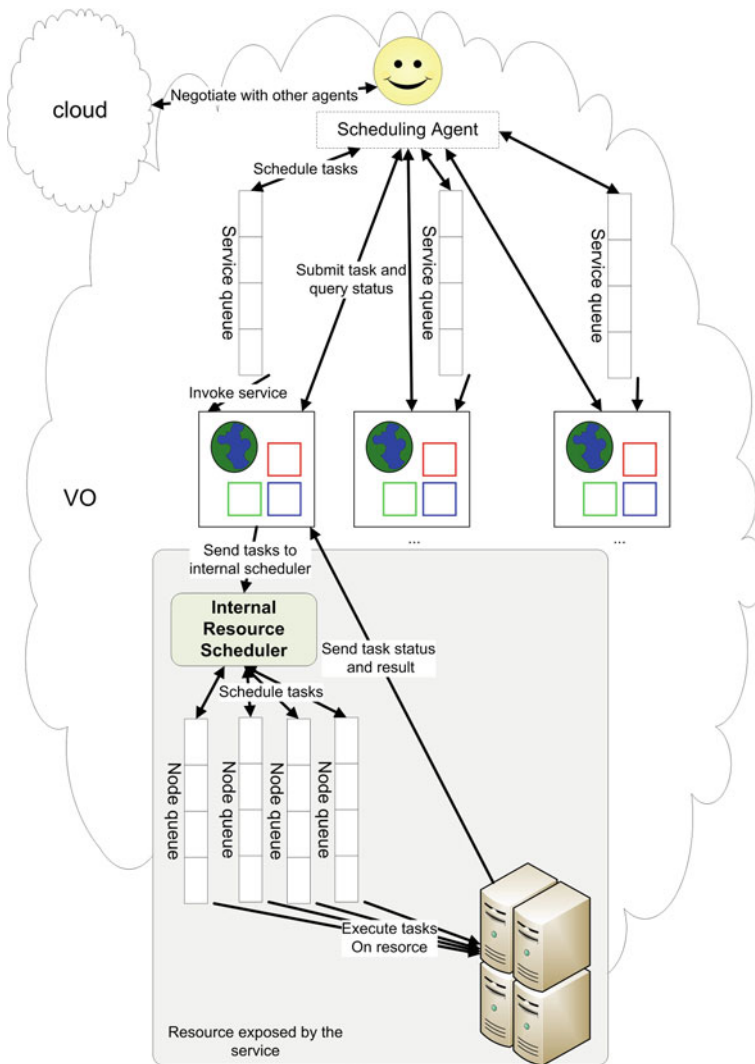 cloud
Negotiate with other agents
Scheduling Agent
Schedule tasks
Service queue
Service queue
Service queue
Submit task and
query status
Invoke service
VO
...
...
Send tasks to
internal scheduler
Internal
Resource
Scheduler
Send task status
and result
Schedule tasks
Node queue
Node queue
Node queue
Node queue
Execute tasks
On resorce
Resource exposed by the
service